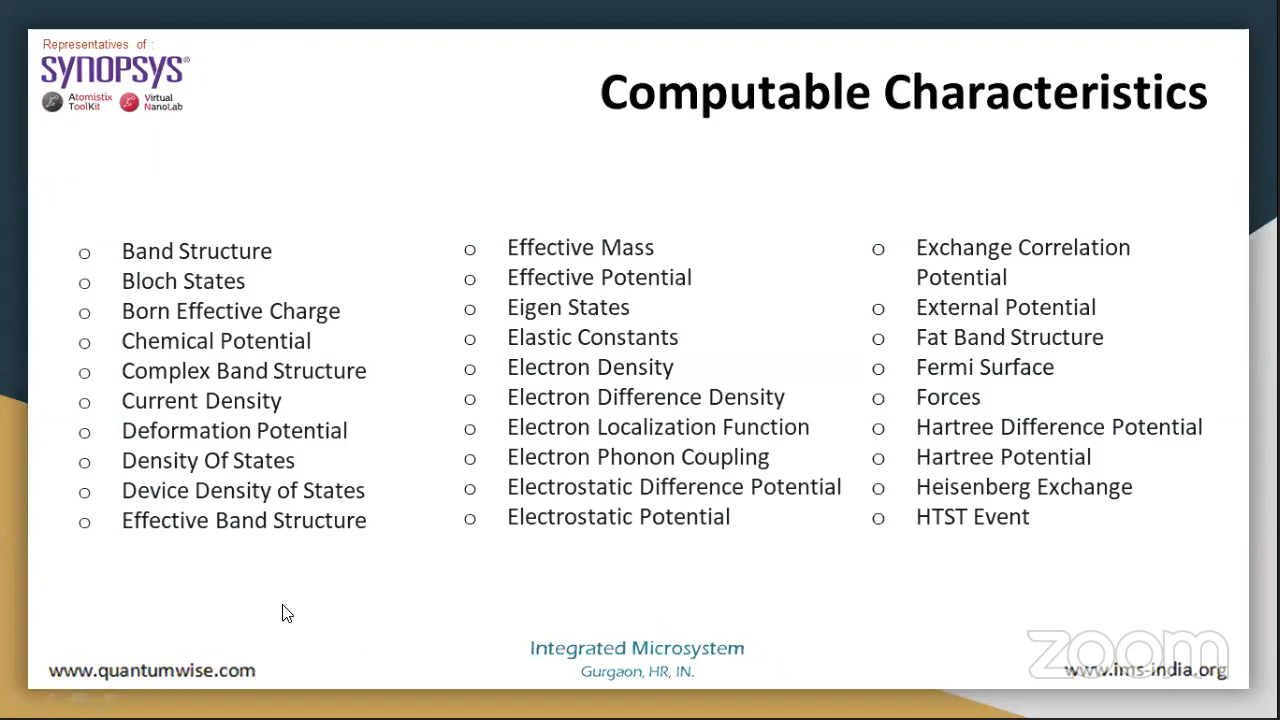 Representatives of :
SYNOPSYS®
Atomistix ToolKit
Virtual NanoLab
Computable Characteristics
o Band Structure
o Bloch States
o Born Effective Charge
o Chemical Potential
o Complex Band Structure
o Current Density
o Deformation Potential
o Density Of States
o Device Density of States
o Effective Band Structure
o Effective Mass
o Effective Potential
o Eigen States
o Elastic Constants
o Electron Density
o Electron Difference Density
o Electron Localization Function
o Electron Phonon Coupling
o Electrostatic Difference Potential
o Electrostatic Potential
o Exchange Correlation
Potential
o External Potential
o Fat Band Structure
o Fermi Surface
o Forces
o Hartree Difference Potential
o Hartree Potential
o Heisenberg Exchange
o HTST Event
www.quantumwise.com
Integrated Microsystem
Gurgaon, HR, IN.
zoom
www.ims-india.org